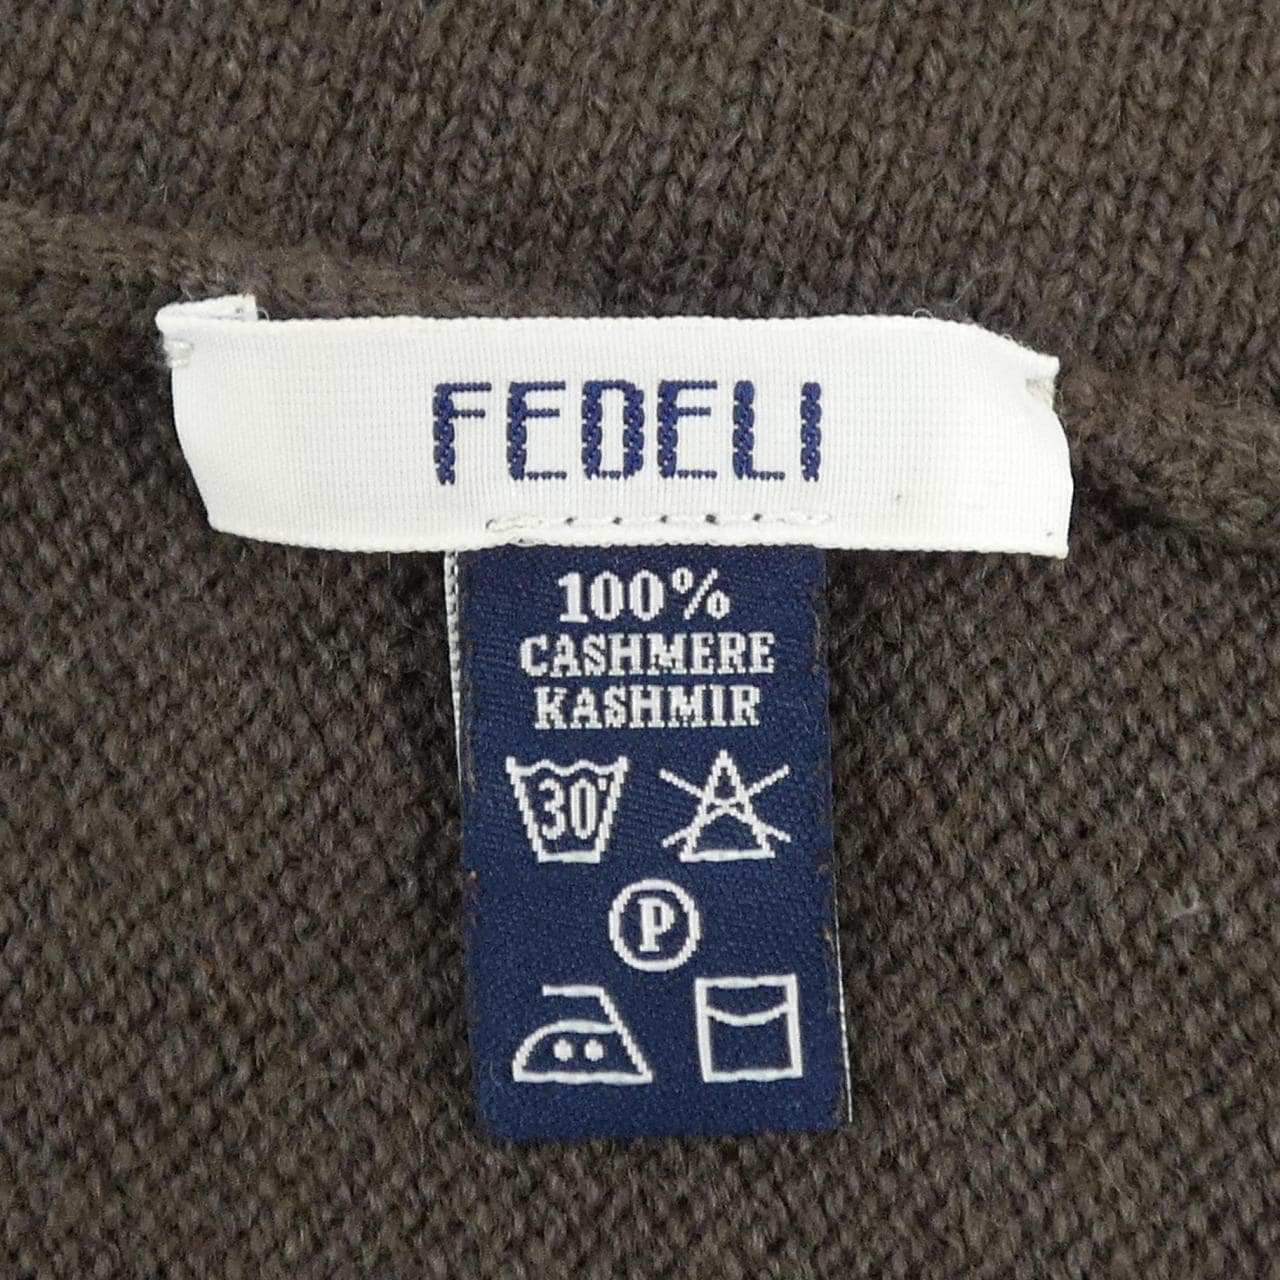 FEDELI
100%
CASHMERE
KASHMIR
30°
P